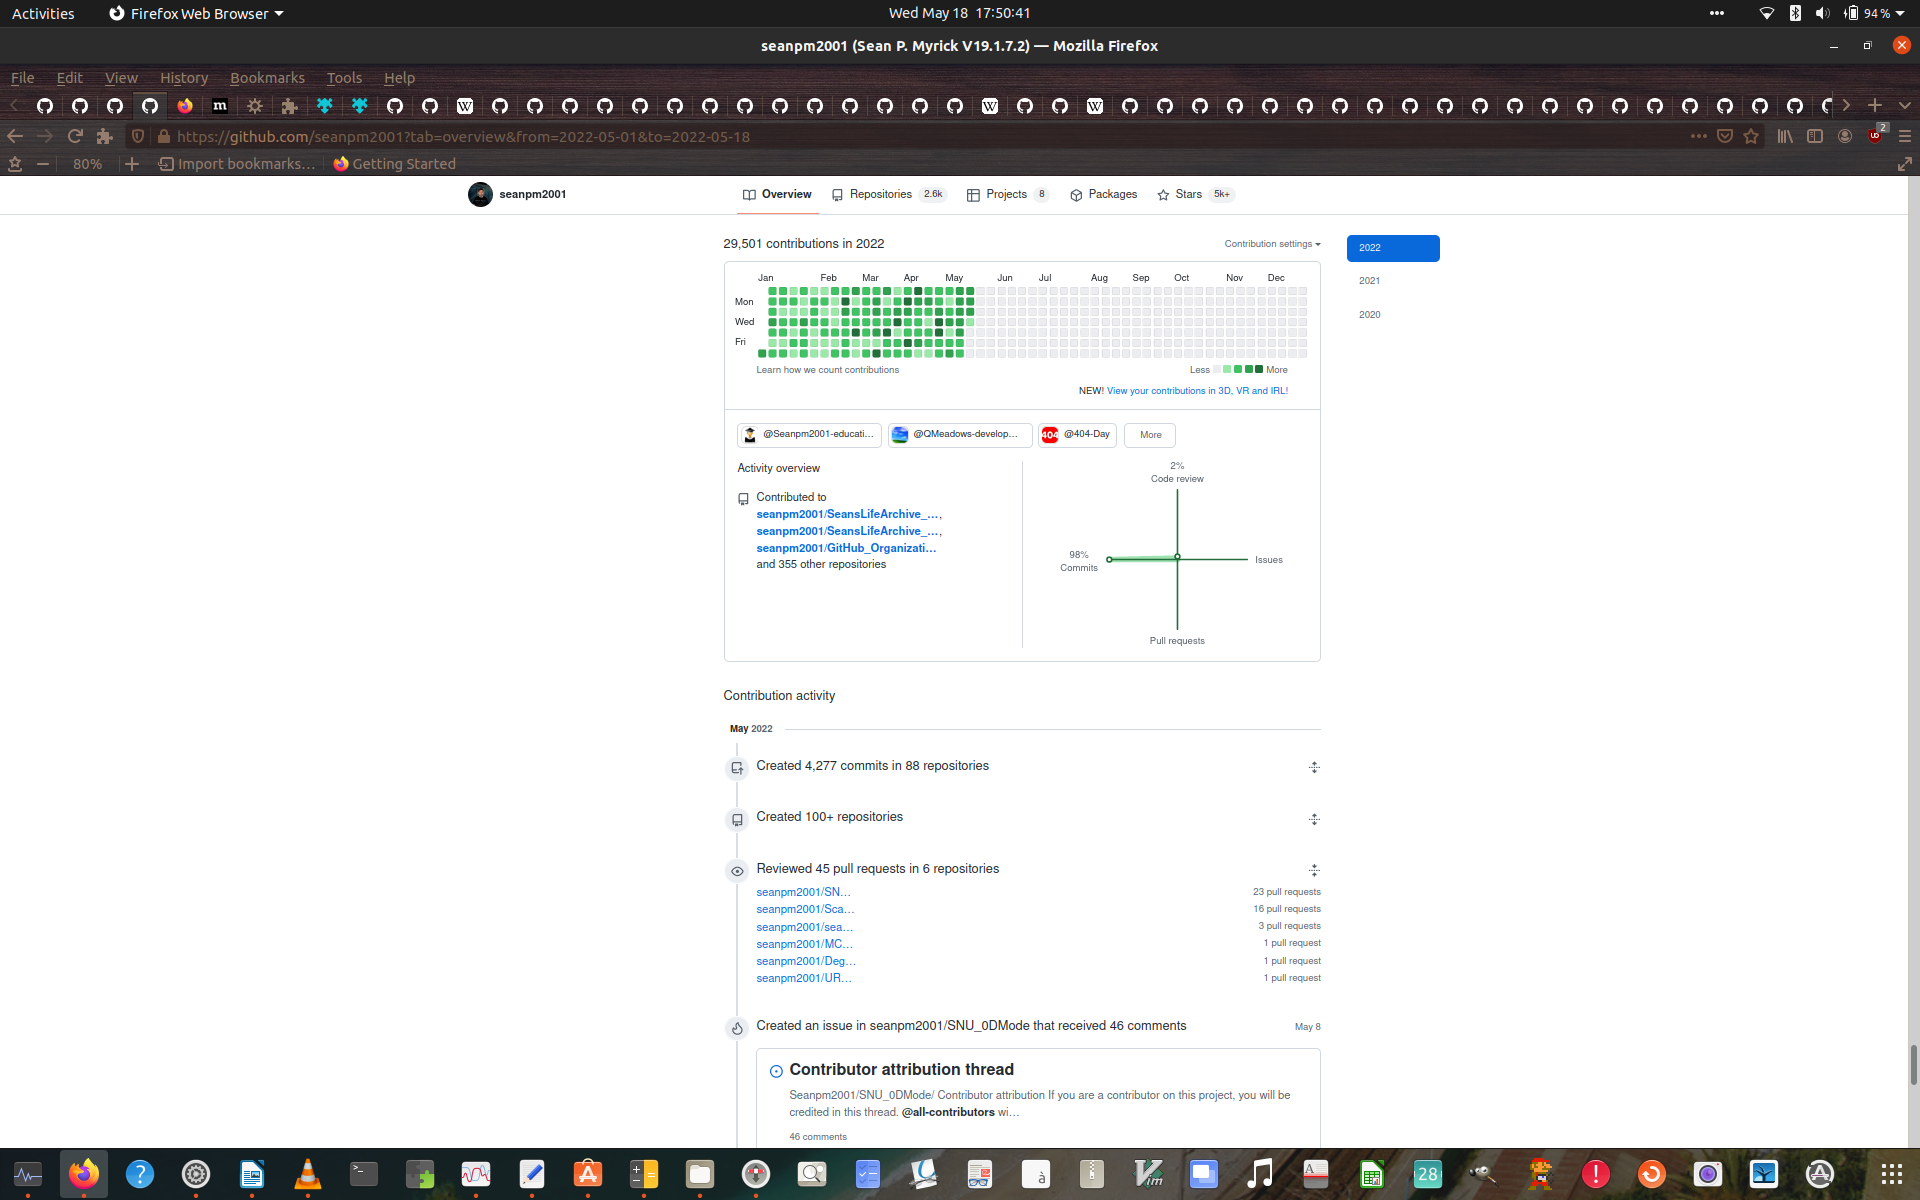 Activities
Firefox Web Browser
Wed May 18 17:50:41
94 %
seanpm2001 (Sean P. Myrick V19.1.7.2) — Mozilla Firefox
File Edit View History Bookmarks Tools Help
https://github.com/seanpm2001?tab=overview&from=2022-05-01&to=2022-05-18
2
80%
Import bookmarks...
Getting Started
seanpm2001
Overview
Repositories 2.6k
Projects 8
Packages
Stars 5k+
29,501 contributions in 2022
Contribution settings
2022
2021
2020
Jan Feb Mar Apr May Jun Jul Aug Sep Oct Nov Dec
Mon
Wed
Fri
Learn how we count contributions
Less More
NEW! View your contributions in 3D, VR and IRL!
@Seanpm2001-educati...
@QMeadows-develop...
404 @404-Day
More
Activity overview
Contributed to
seanpm2001/SeansLifeArchive_...,
seanpm2001/SeansLifeArchive_...,
seanpm2001/GitHub_Organizati...
and 355 other repositories
2%
Code review
98%
Commits
Issues
Pull requests
Contribution activity
May 2022
Created 4,277 commits in 88 repositories
Created 100+ repositories
Reviewed 45 pull requests in 6 repositories
seanpm2001/SN... 23 pull requests
seanpm2001/Sca... 16 pull requests
seanpm2001/sea... 3 pull requests
seanpm2001/MC... 1 pull request
seanpm2001/Deg... 1 pull request
seanpm2001/UR... 1 pull request
Created an issue in seanpm2001/SNU_0DMode that received 46 comments
May 8
Contributor attribution thread
Seanpm2001/SNU_0DMode/ Contributor attribution If you are a contributor on this project, you will be
credited in this thread. @all-contributors wi...
46 comments
28